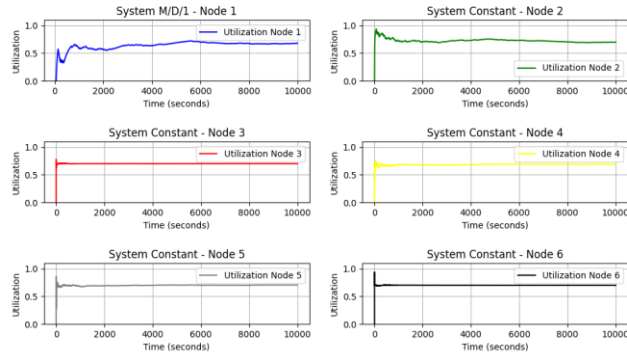 System M/D/1 - Node 1
1.0
0.5
0.0
Utilization
Utilization Node 1
0 2000 4000 6000 8000 10000
Time (seconds)
System Constant - Node 2
1.0
0.5
0.0
Utilization
Utilization Node 2
0 2000 4000 6000 8000 10000
Time (seconds)
System Constant - Node 3
1.0
0.5
0.0
Utilization
Utilization Node 3
0 2000 4000 6000 8000 10000
Time (seconds)
System Constant - Node 4
1.0
0.5
0.0
Utilization
Utilization Node 4
0 2000 4000 6000 8000 10000
Time (seconds)
System Constant - Node 5
1.0
0.5
0.0
Utilization
Utilization Node 5
0 2000 4000 6000 8000 10000
Time (seconds)
System Constant - Node 6
1.0
0.5
0.0
Utilization
Utilization Node 6
0 2000 4000 6000 8000 10000
Time (seconds)